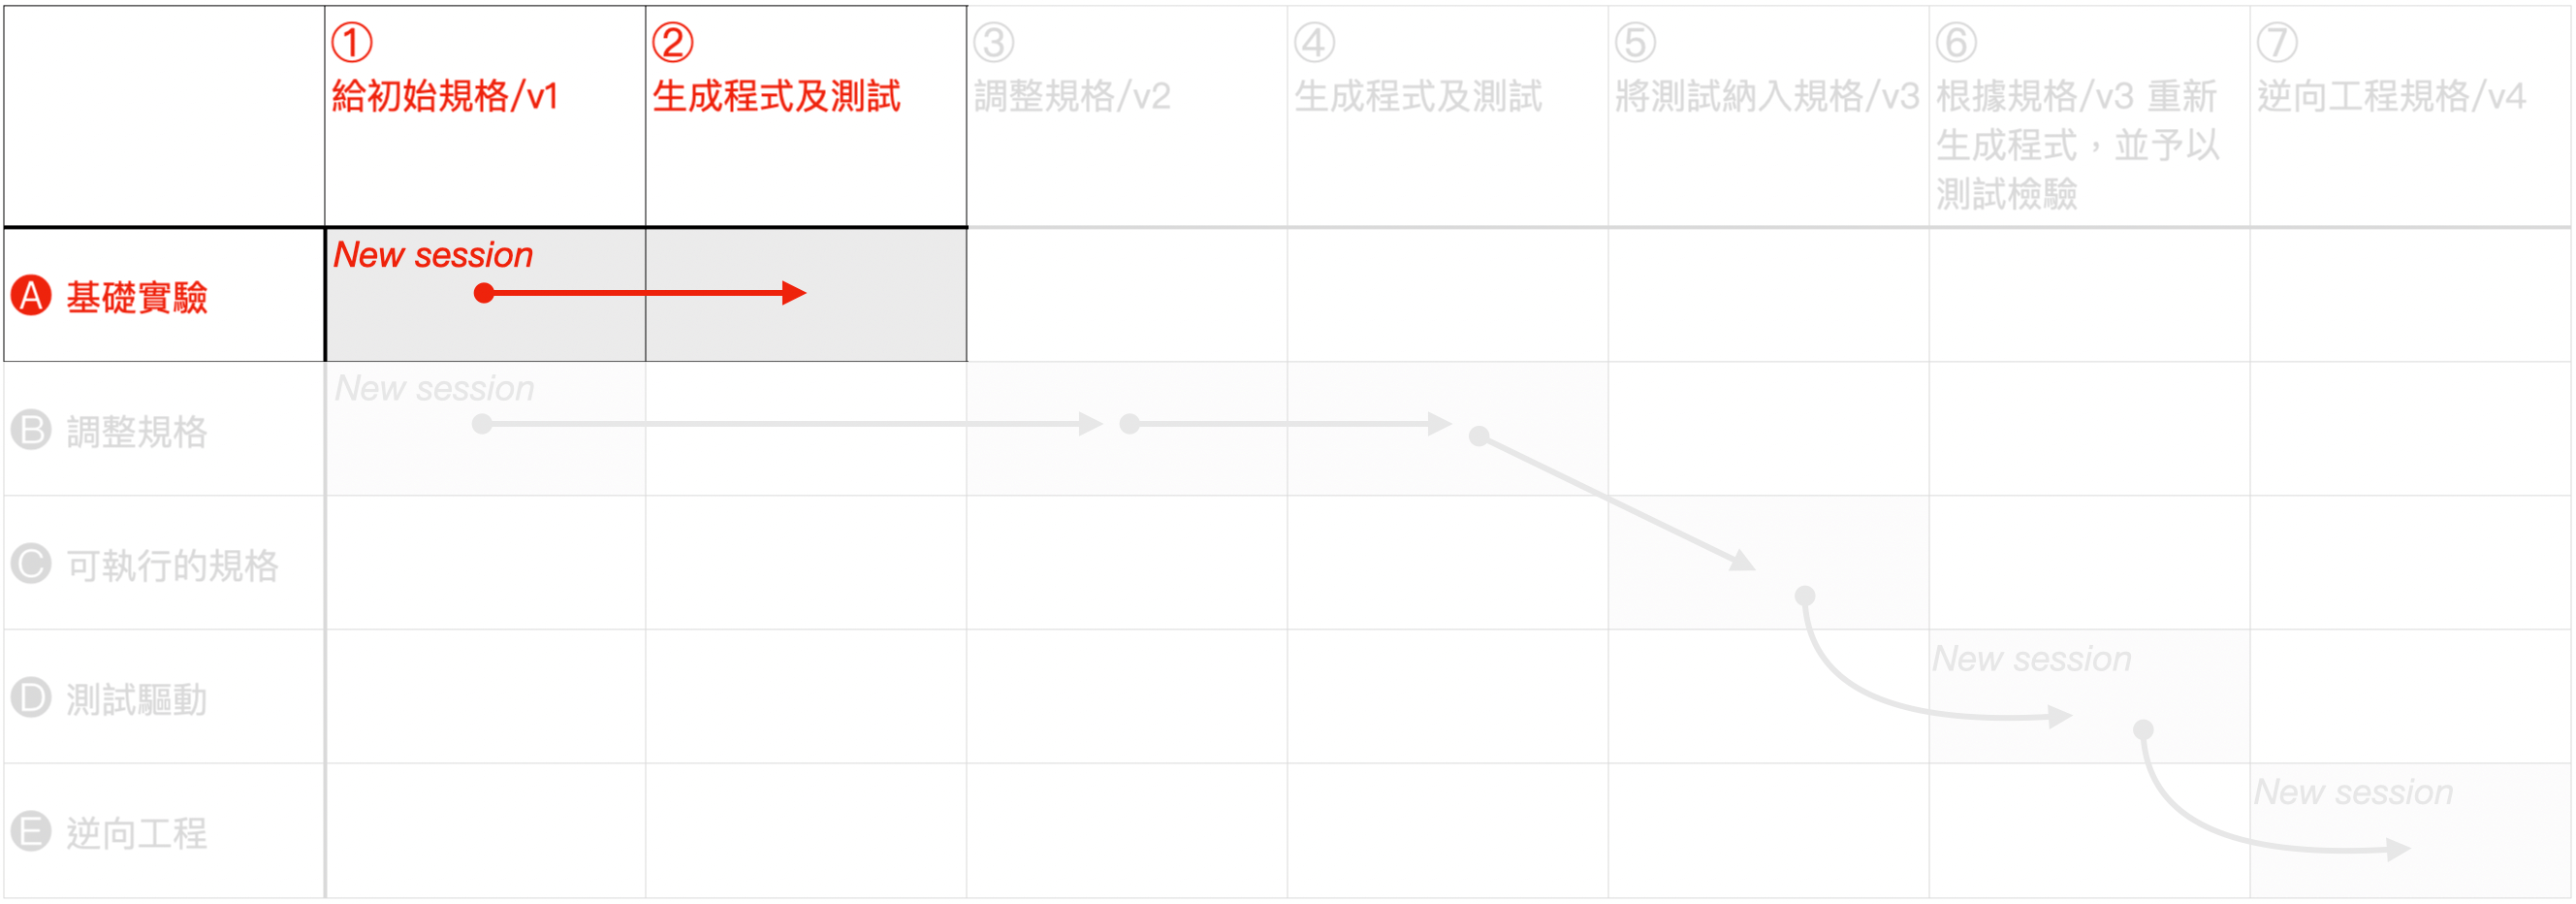 ①
給初始規格/v1
②
生成程式及測試
③
調整規格/v2
④
生成程式及測試
⑤
將測試納入規格/v3
⑥
根據規格/v3 重新
生成程式，並予以
測試檢驗
⑦
逆向工程規格/v4
A 基礎實驗
New session
B 調整規格
New session
C 可執行的規格
D 測試驅動
New session
E 逆向工程
New session